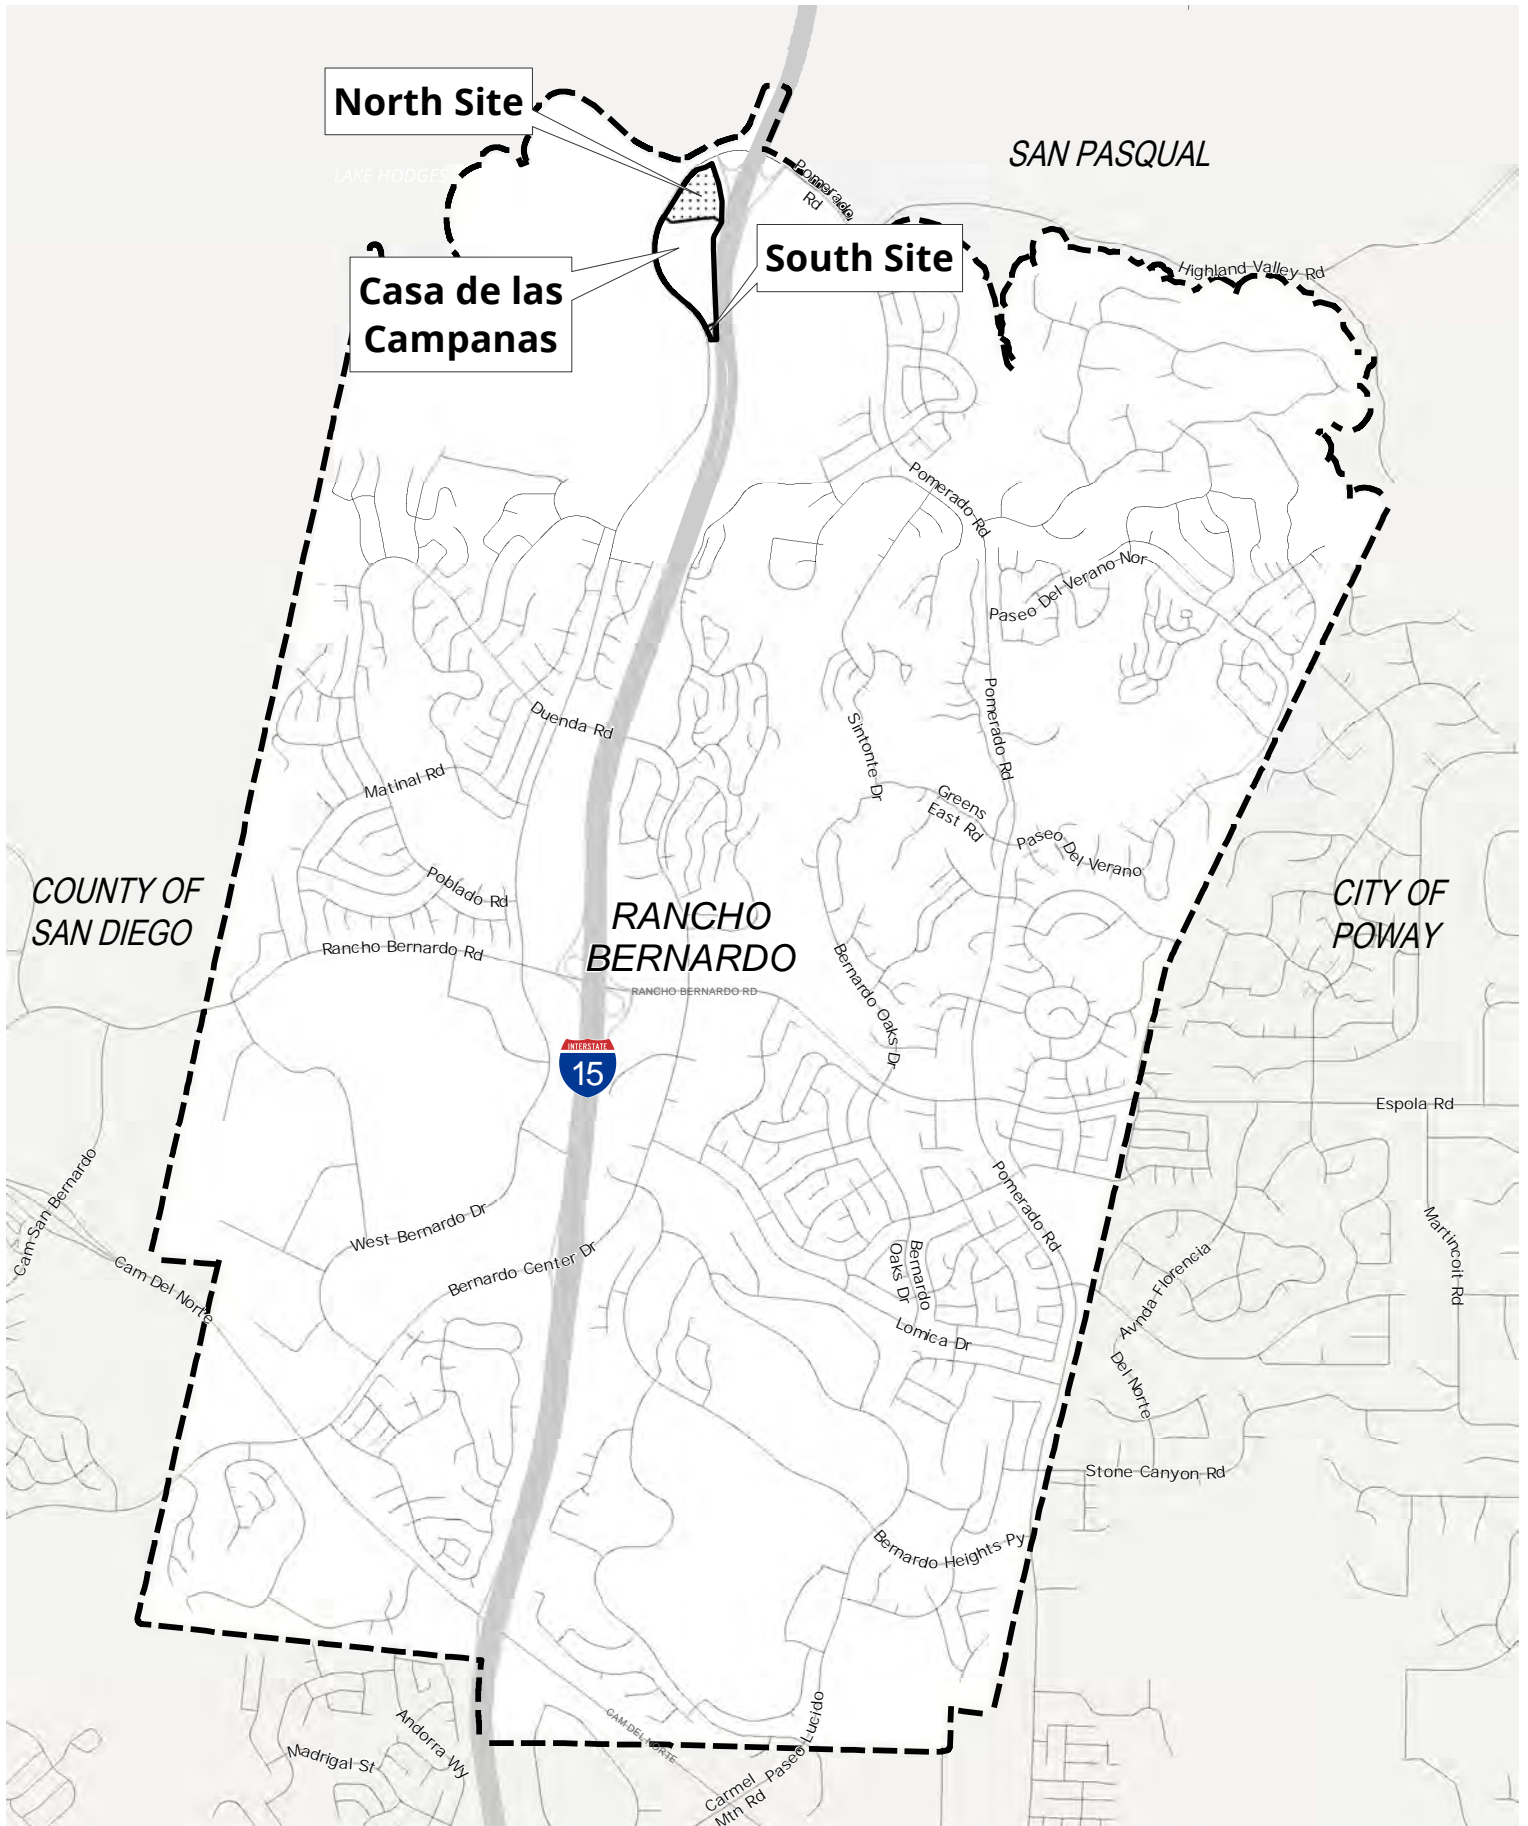 North Site
SAN PASQUAL
LAKE HODGES
Pomerado
Rd
South Site
Highland Valley Rd
Casa de las
Campanas
Pomerado Rd
Paseo Del Verano Nor
Pomerado Rd
Duenda Rd
Sintonte Dr
Matinal Rd
Greens
East Rd
Paseo Del Verano
Poblado Rd
COUNTY OF
SAN DIEGO
CITY OF
POWAY
RANCHO
BERNARDO
Rancho Bernardo Rd
RANCHO BERNARDO RD
Bernardo Oaks Dr
INTERSTATE
15
Espola Rd
Cam San Bernardo
Pomerado Rd
West Bernardo Dr
Bernardo Center Dr
Cam Del Norte
Bernardo
Oaks Dr
Avnda Florencia
Martincoit Rd
Lomica Dr
Del Norte
Stone Canyon Rd
Bernardo Heights Py
CAM DEL NORTE
Paseo Lucido
Andorra Wy
Madrigal St
Carmel
Mtn Rd